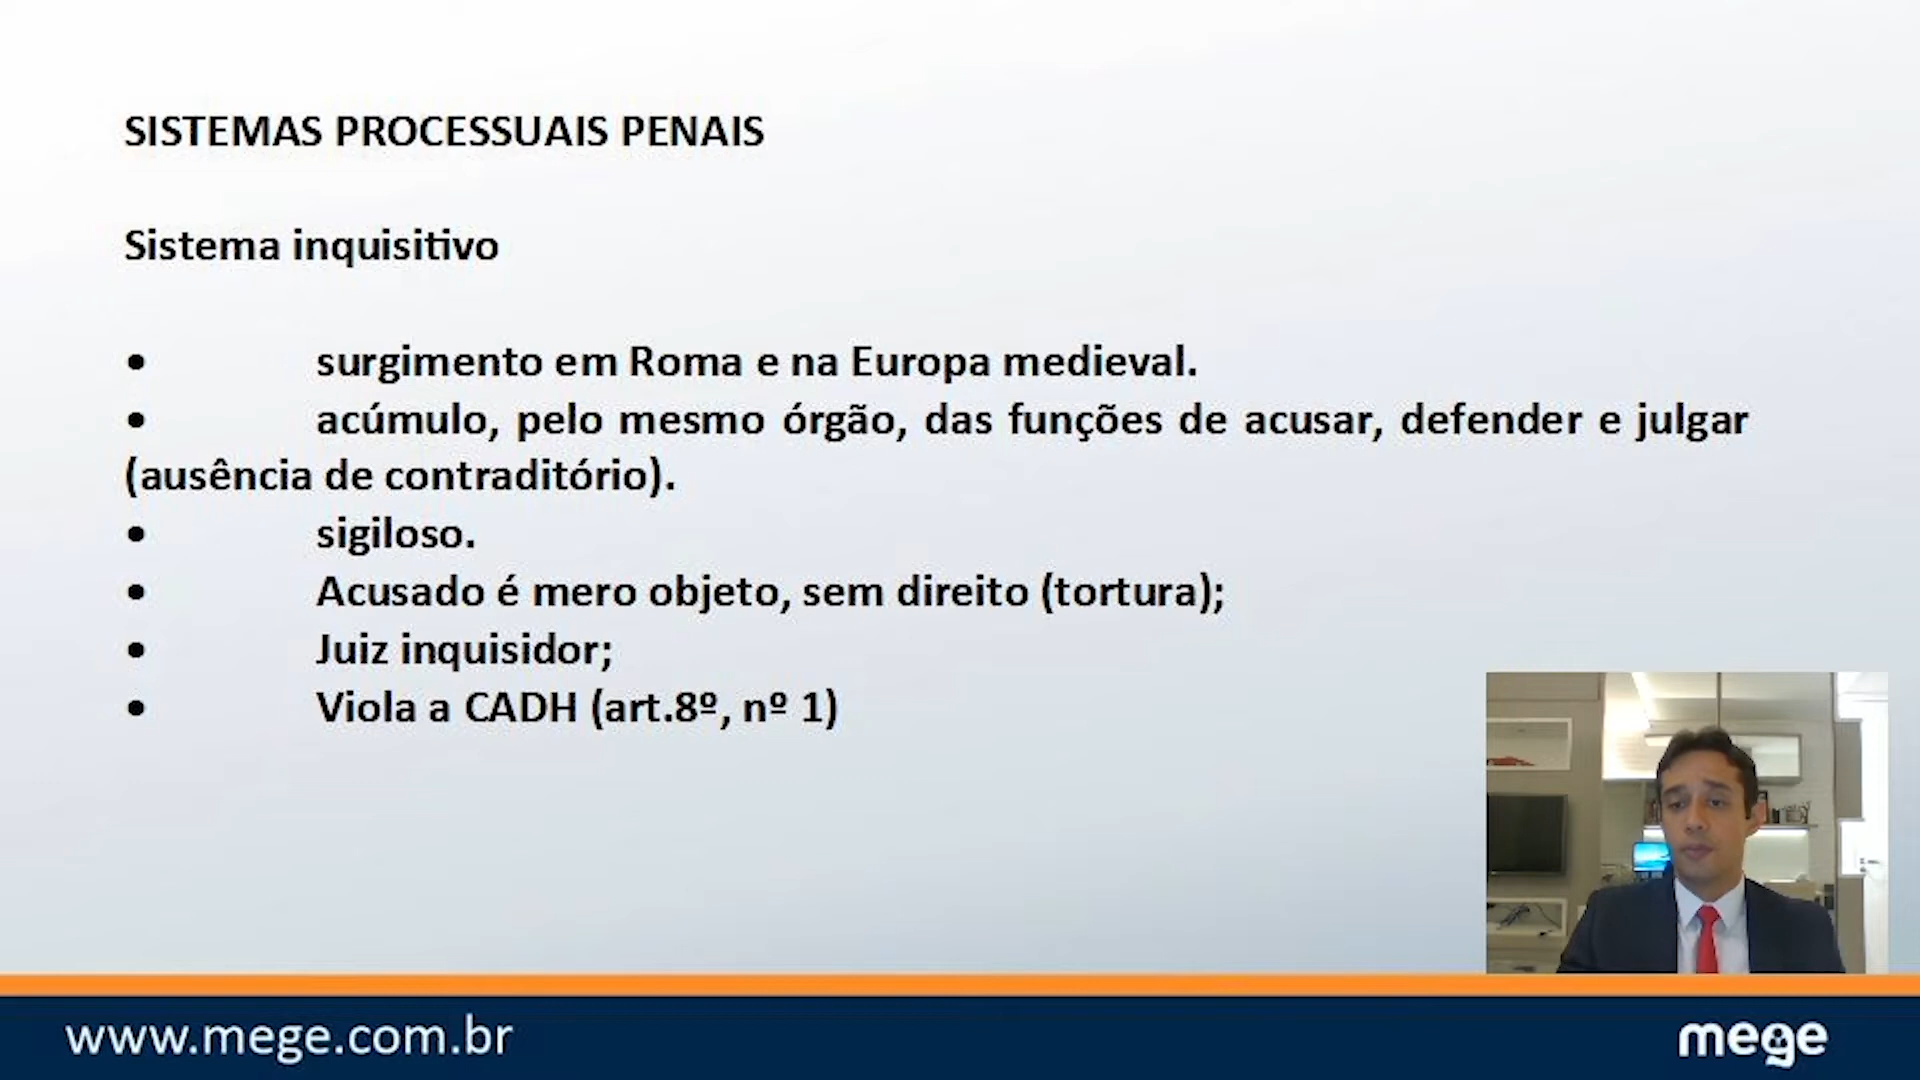 SISTEMAS PROCESSUAIS PENAIS
Sistema inquisitivo
• surgimento em Roma e na Europa medieval.
• acúmulo, pelo mesmo órgão, das funções de acusar, defender e julgar
(ausência de contraditório).
• sigiloso.
• Acusado é mero objeto, sem direito (tortura);
• Juiz inquisidor;
• Viola a CADH (art.8º, nº 1)
www.mege.com.br
mege